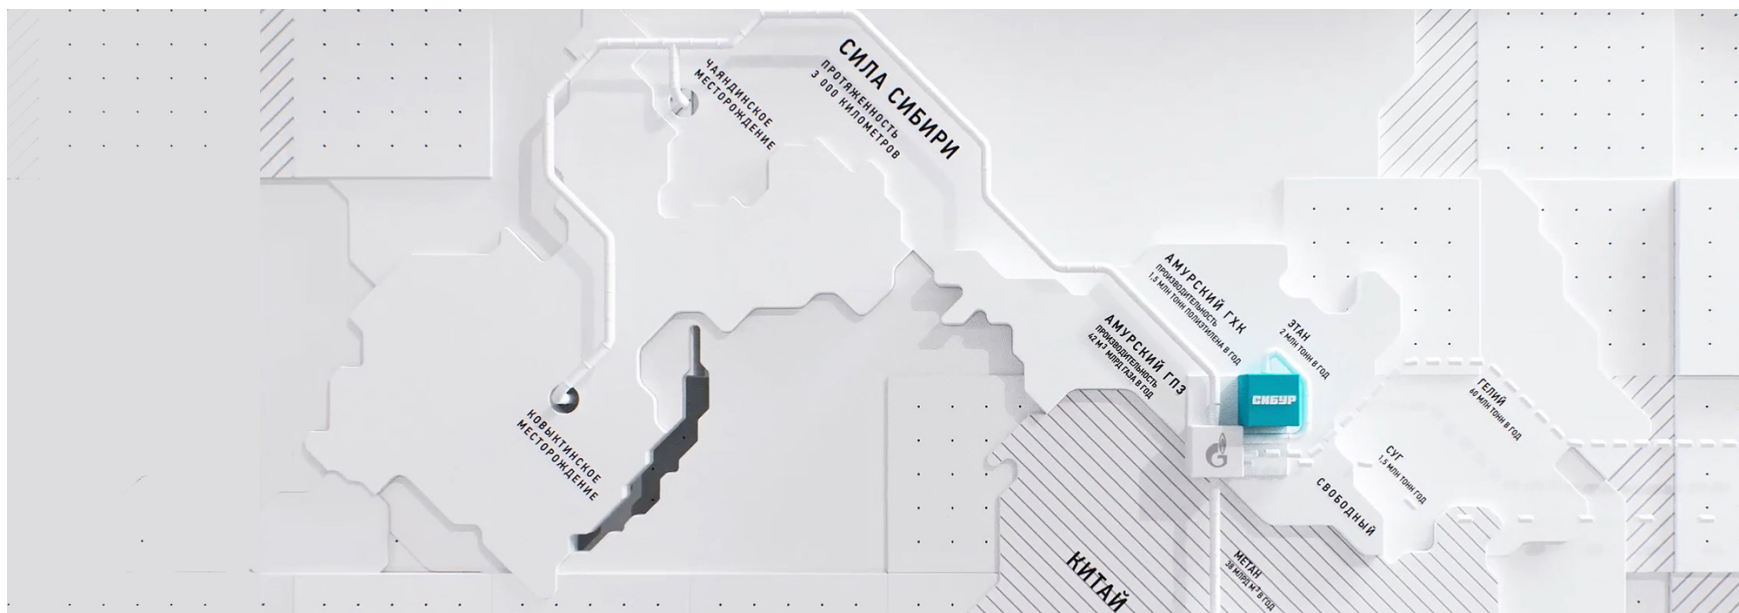 ЧАЯНДИНСКОЕ
МЕСТОРОЖДЕНИЕ
СИЛА СИБИРИ
ПРОТЯЖЕННОСТЬ
3 000 КИЛОМЕТРОВ
АМУРСКИЙ ГХК
ПРОИЗВОДИТЕЛЬНОСТЬ
1,5 МЛН ТОНН ПОЛИЭТИЛЕНА В ГОД
АМУРСКИЙ ГПЗ
ПРОИЗВОДИТЕЛЬНОСТЬ
42 М³ МЛРД ГАЗА В ГОД
ЭТАН
2 МЛН ТОНН В ГОД
СИБУР
ГЕЛИЙ
60 МЛН ТОНН В ГОД
СУГ
1,5 МЛН ТОНН ГОД
СВОБОДНЫЙ
КОВЫКТИНСКОЕ
МЕСТОРОЖДЕНИЕ
КИТАЙ
МЕТАН
38 МЛРД М³ В ГОД